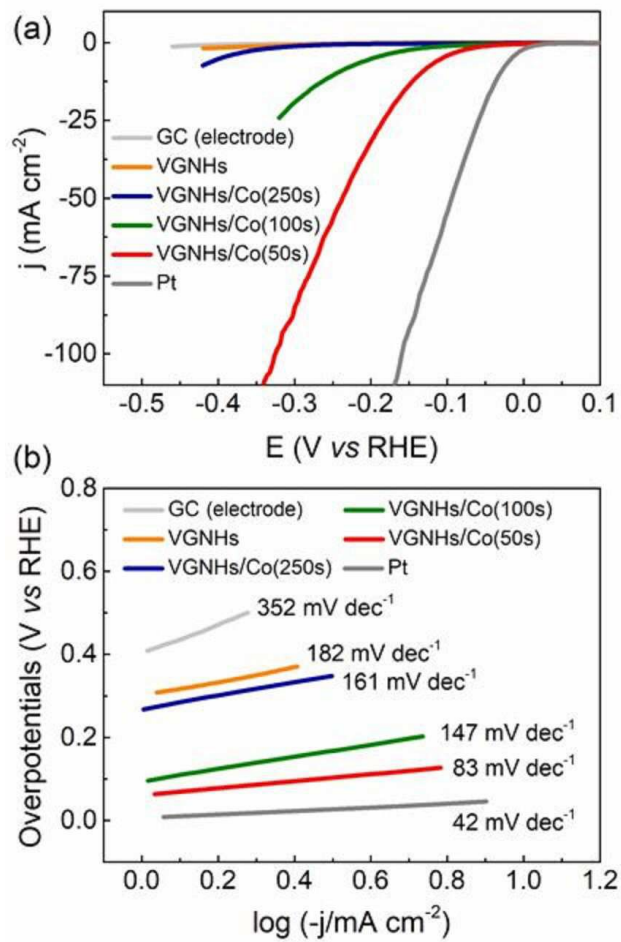 (a)
0
-25
-50
-75
-100
j (mA cm⁻²)
GC (electrode)
VGNHs
VGNHs/Co(250s)
VGNHs/Co(100s)
VGNHs/Co(50s)
Pt
-0.5 -0.4 -0.3 -0.2 -0.1 0.0 0.1
E (V vs RHE)
(b)
0.8
0.6
0.4
0.2
0.0
Overpotentials (V vs RHE)
GC (electrode) VGNHs/Co(100s)
VGNHs VGNHs/Co(50s)
VGNHs/Co(250s) Pt
352 mV dec⁻¹
182 mV dec⁻¹
161 mV dec⁻¹
147 mV dec⁻¹
83 mV dec⁻¹
42 mV dec⁻¹
0.0 0.2 0.4 0.6 0.8 1.0 1.2
log (-j/mA cm⁻²)